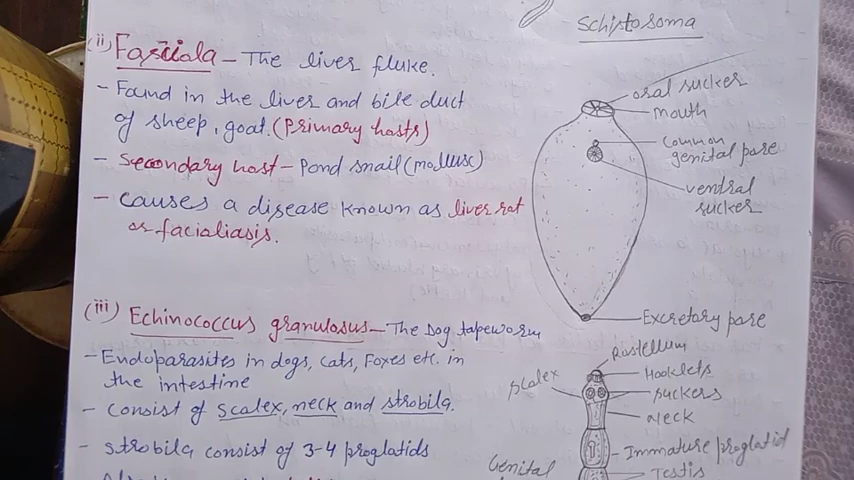 Schistosoma
(ii) Fasciola - The liver fluke.
- Found in the liver and bile duct
of sheep, goat. (Primary hosts)
- Secondary host - Pond snail (mollusc)
- causes a disease known as liver rot
or facialiasis.
oral sucker
mouth
common
genital pore
ventral
sucker
Excretory pore
(iii) Echinococcus granulosus - The Dog tapeworm
- Endoparasites in dogs, cats, Foxes etc. in
the intestine
- consist of scalex, neck and strobila.
- strobila consist of 3-4 proglatids
Rostellum
Hooklets
scalex
suckers
neck
Immature proglatid
Testis
Genital